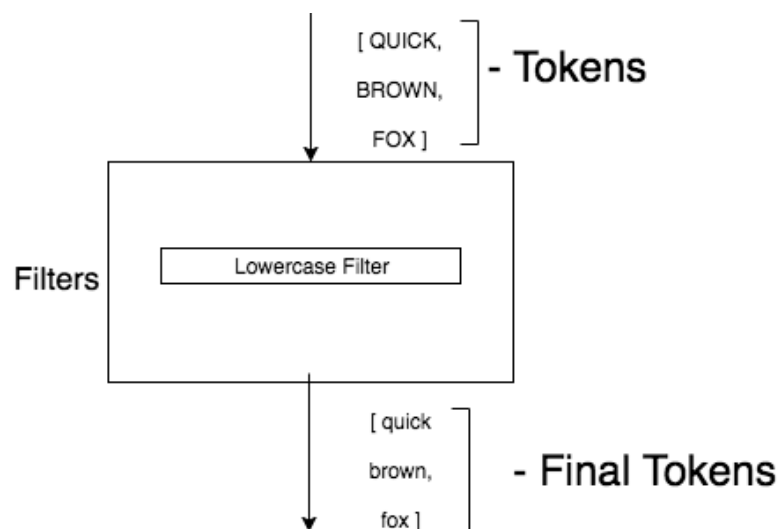 [ QUICK,
BROWN,
FOX ]
- Tokens
Filters
Lowercase Filter
[ quick
brown,
fox ]
- Final Tokens